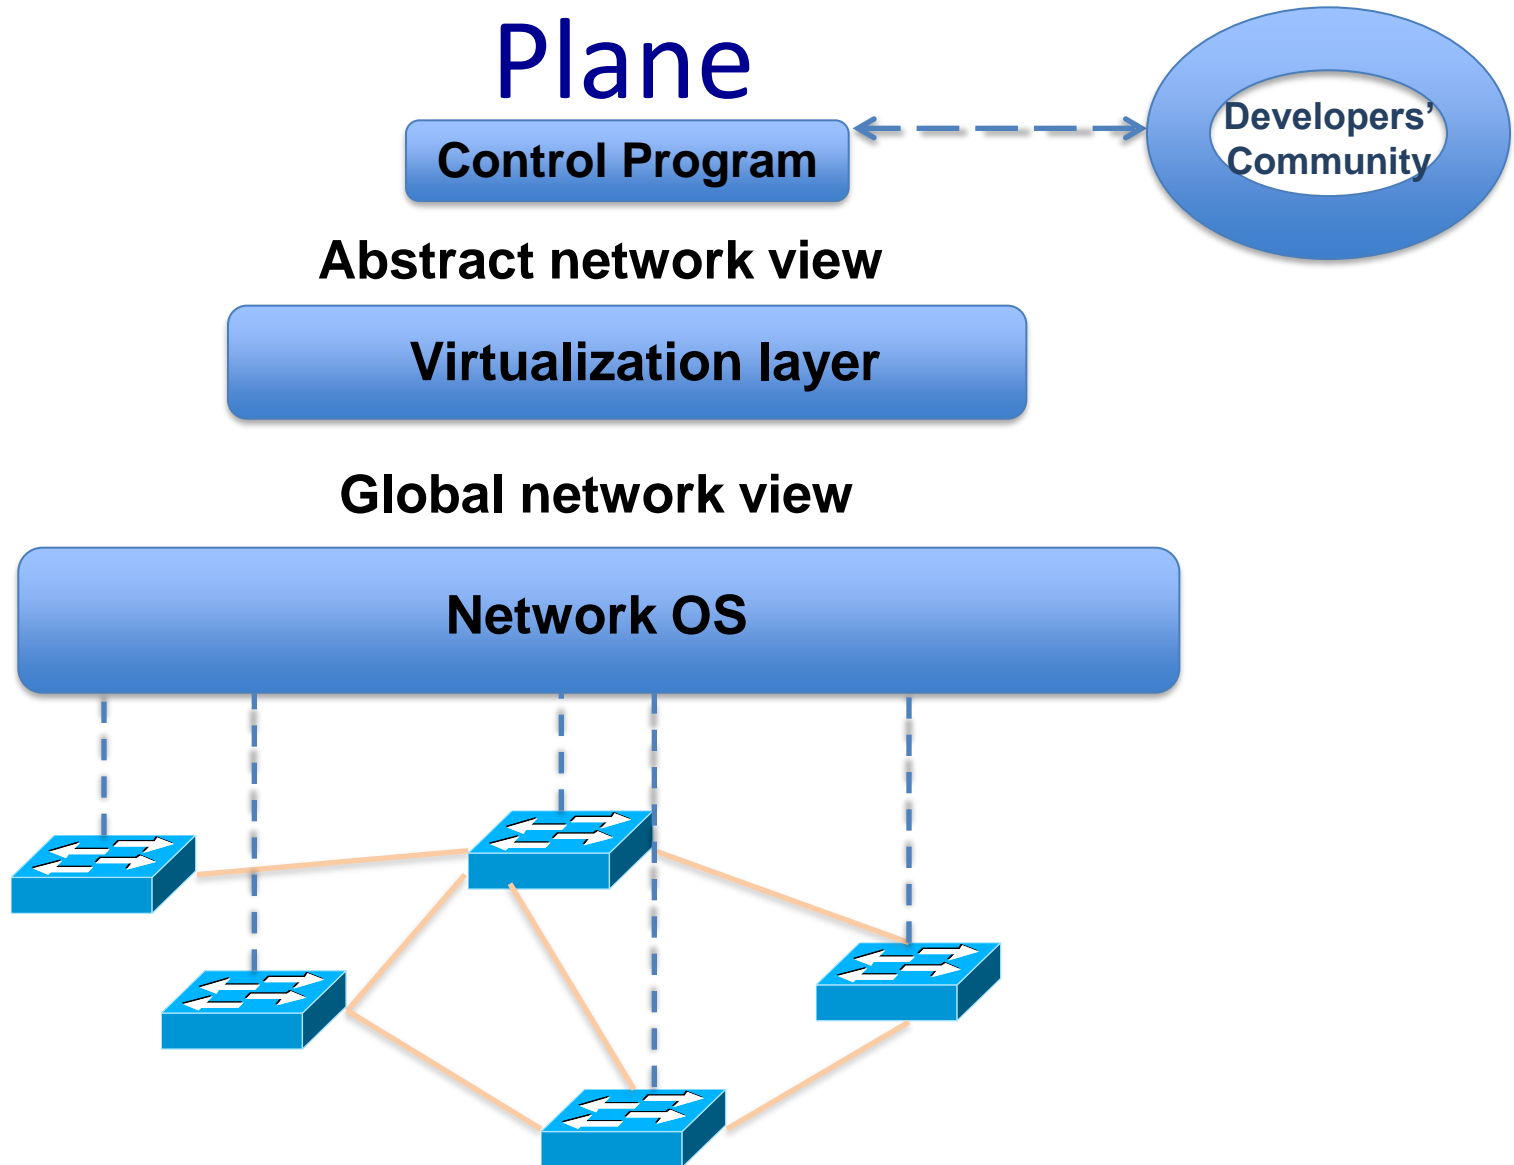 Plane
Control Program
Developers’
Community
Abstract network view
Virtualization layer
Global network view
Network OS